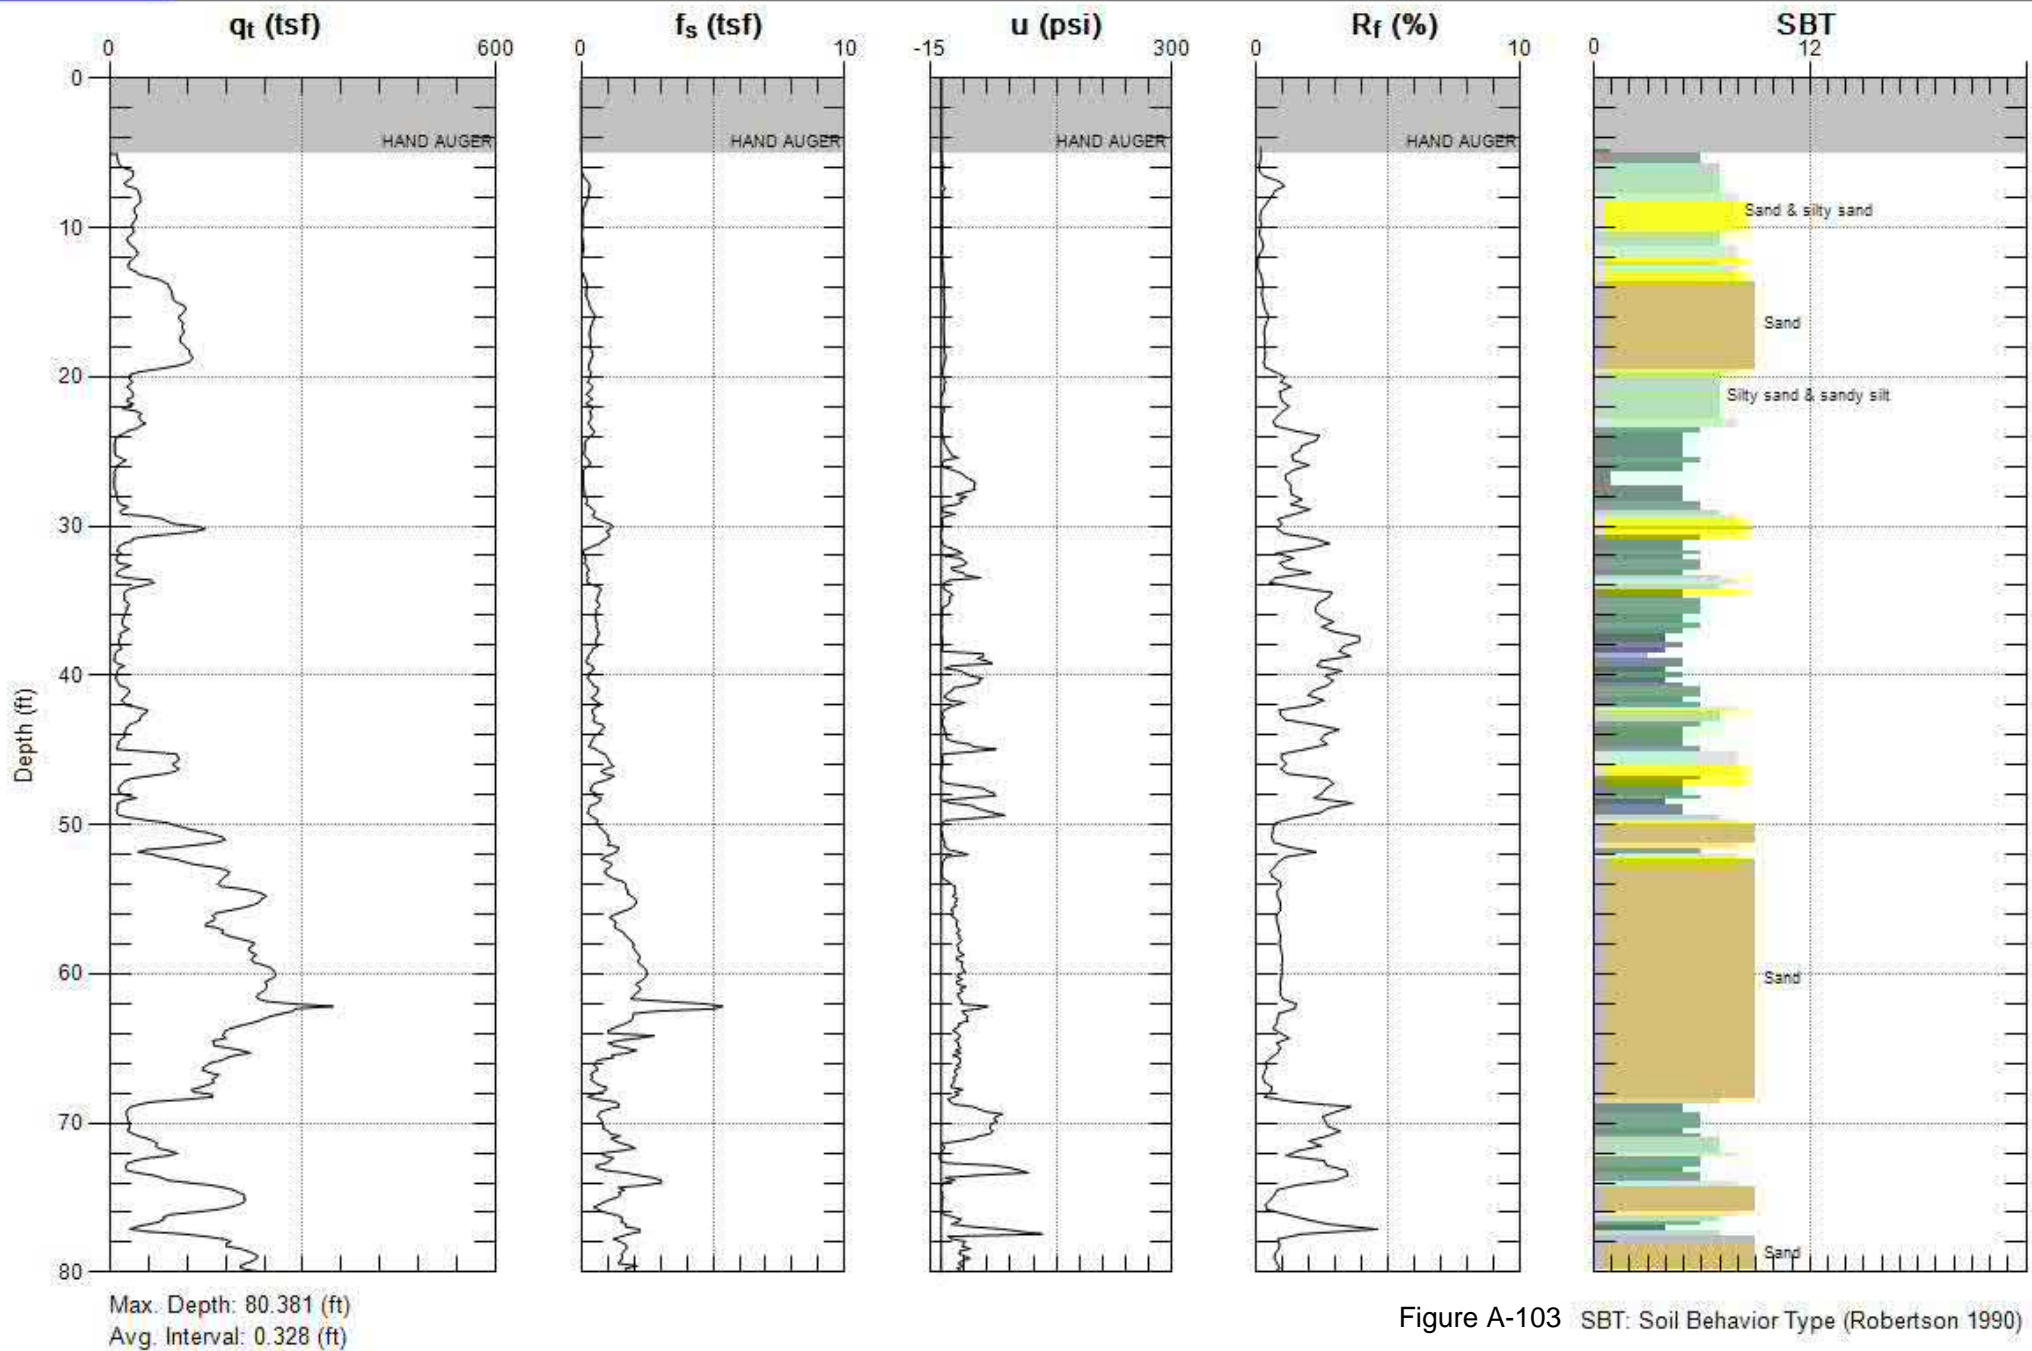 qt (tsf) fs (tsf) u (psi) Rf (%) SBT
0 600 0 10 -15 300 0 10 0 12
0
HAND AUGER HAND AUGER HAND AUGER HAND AUGER
Sand & silty sand
10
Sand
20
Silty sand & sandy silt
30
40
Depth (ft)
50
60
Sand
70
Sand
80
Max. Depth: 80.381 (ft)
Avg. Interval: 0.328 (ft)
Figure A-103 SBT: Soil Behavior Type (Robertson 1990)